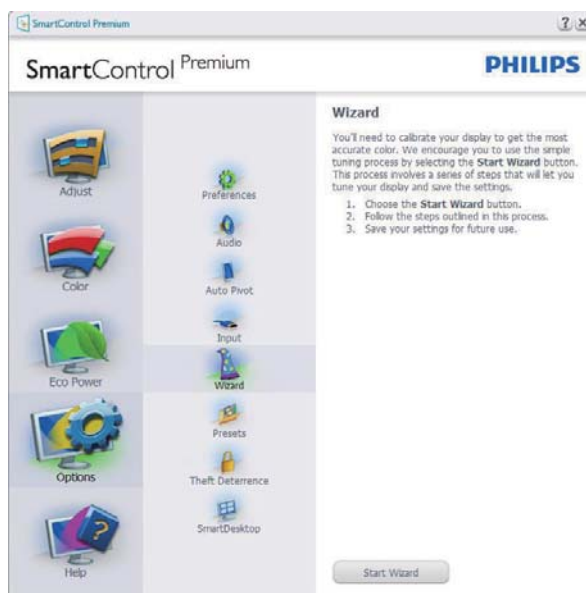 SmartControl Premium
SmartControl Premium
PHILIPS
Adjust
Color
Eco Power
Options
Help
Preferences
Audio
Auto Pivot
Input
Wizard
Presets
Theft Deterrence
SmartDesktop
Wizard
You'll need to calibrate your display to get the most
accurate color. We encourage you to use the simple
tuning process by selecting the Start Wizard button.
This process involves a series of steps that will let you
tune your display and save the settings.
1. Choose the Start Wizard button.
2. Follow the steps outlined in this process.
3. Save your settings for future use.
Start Wizard